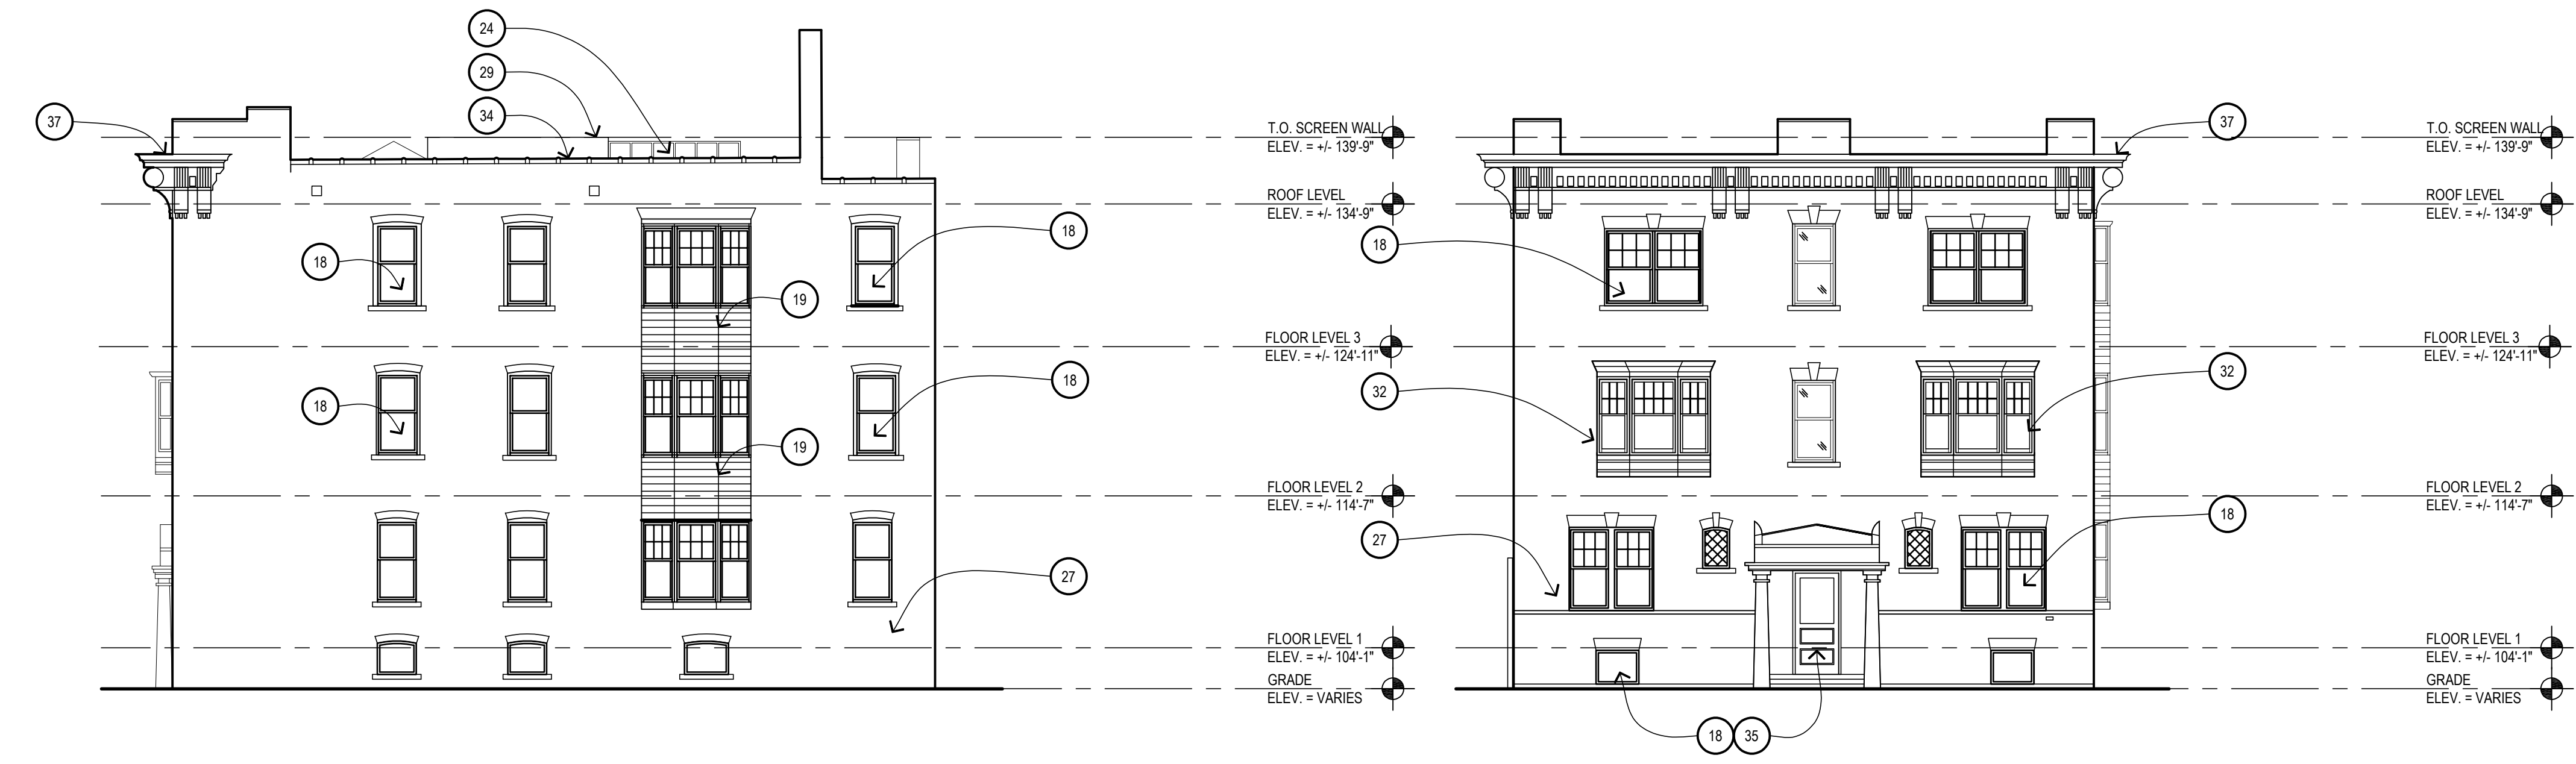 24
29
34
37
18
18
19
18
18
19
27
T.O. SCREEN WALL
ELEV. = +/- 139'-9"
ROOF LEVEL
ELEV. = +/- 134'-9"
FLOOR LEVEL 3
ELEV. = +/- 124'-11"
FLOOR LEVEL 2
ELEV. = +/- 114'-7"
FLOOR LEVEL 1
ELEV. = +/- 104'-1"
GRADE
ELEV. = VARIES
37
18
32
32
27
18
18
35
T.O. SCREEN WALL
ELEV. = +/- 139'-9"
ROOF LEVEL
ELEV. = +/- 134'-9"
FLOOR LEVEL 3
ELEV. = +/- 124'-11"
FLOOR LEVEL 2
ELEV. = +/- 114'-7"
FLOOR LEVEL 1
ELEV. = +/- 104'-1"
GRADE
ELEV. = VARIES